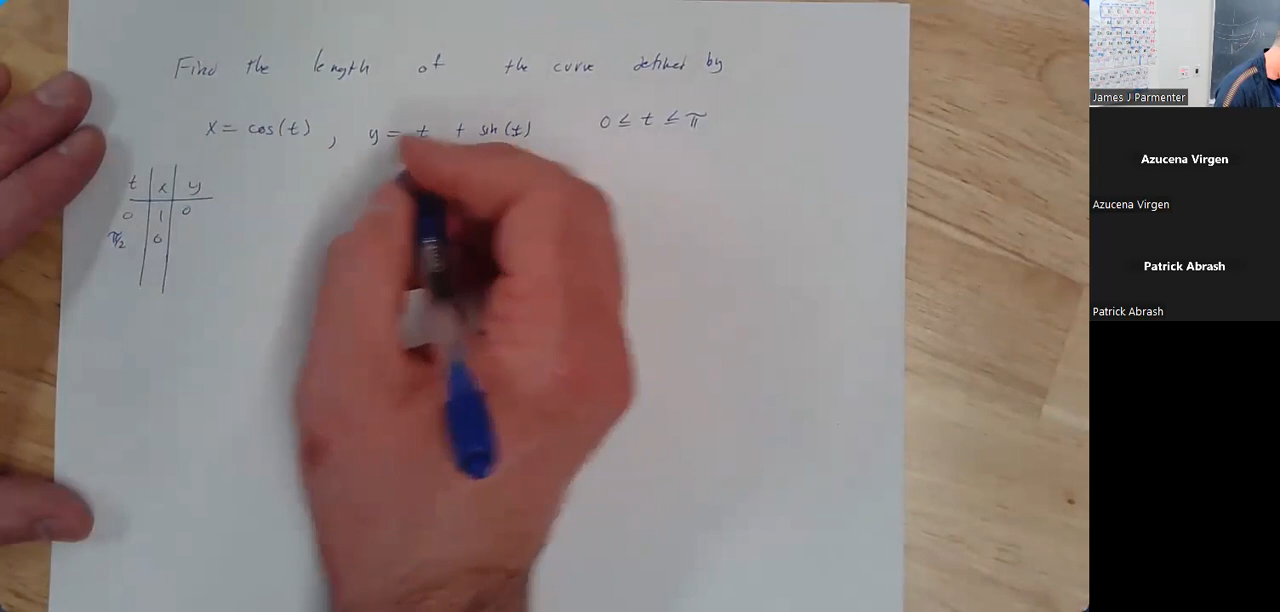 Find the length of the curve defined by
x = cos(t) , y = t + sin(t) 0 ≤ t ≤ π
t x y
0 1 0
π/2 0
James J Parmenter
Azucena Virgen
Azucena Virgen
Patrick Abrash
Patrick Abrash